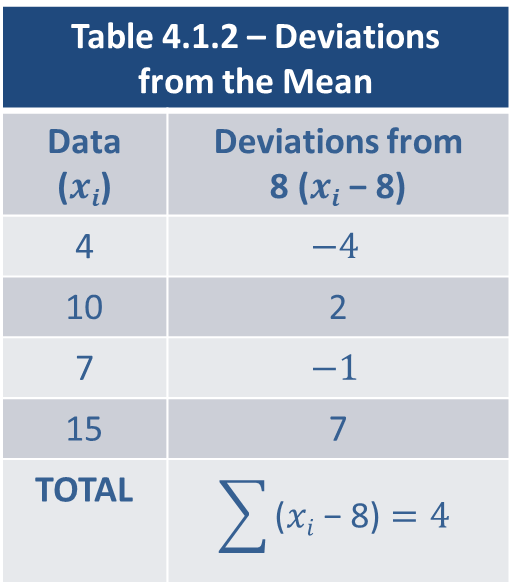 Table 4.1.2 – Deviations
from the Mean
Data
(xᵢ)
Deviations from
8 (xᵢ – 8)
4
−4
10
2
7
−1
15
7
TOTAL
∑(xᵢ – 8) = 4